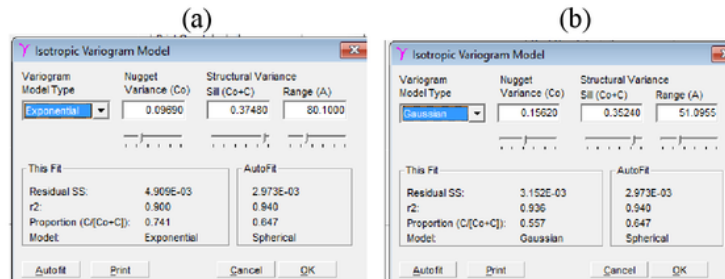 (a)
Isotropic Variogram Model
Variogram Model Type
Nugget Variance (Co)
Structural Variance
Sill (Co+C)
Range (A)
Exponential
0.09690
0.37480
80.1000
This Fit
AutoFit
Residual SS: 4.909E-03 2.973E-03
r2: 0.900 0.940
Proportion (C/[Co+C]): 0.741 0.647
Model: Exponential Spherical
Autofit
Print
Cancel
OK
(b)
Isotropic Variogram Model
Variogram Model Type
Nugget Variance (Co)
Structural Variance
Sill (Co+C)
Range (A)
Gaussian
0.15620
0.35240
51.0955
This Fit
AutoFit
Residual SS: 3.152E-03 2.973E-03
r2: 0.936 0.940
Proportion (C/[Co+C]): 0.557 0.647
Model: Gaussian Spherical
Autofit
Print
Cancel
OK